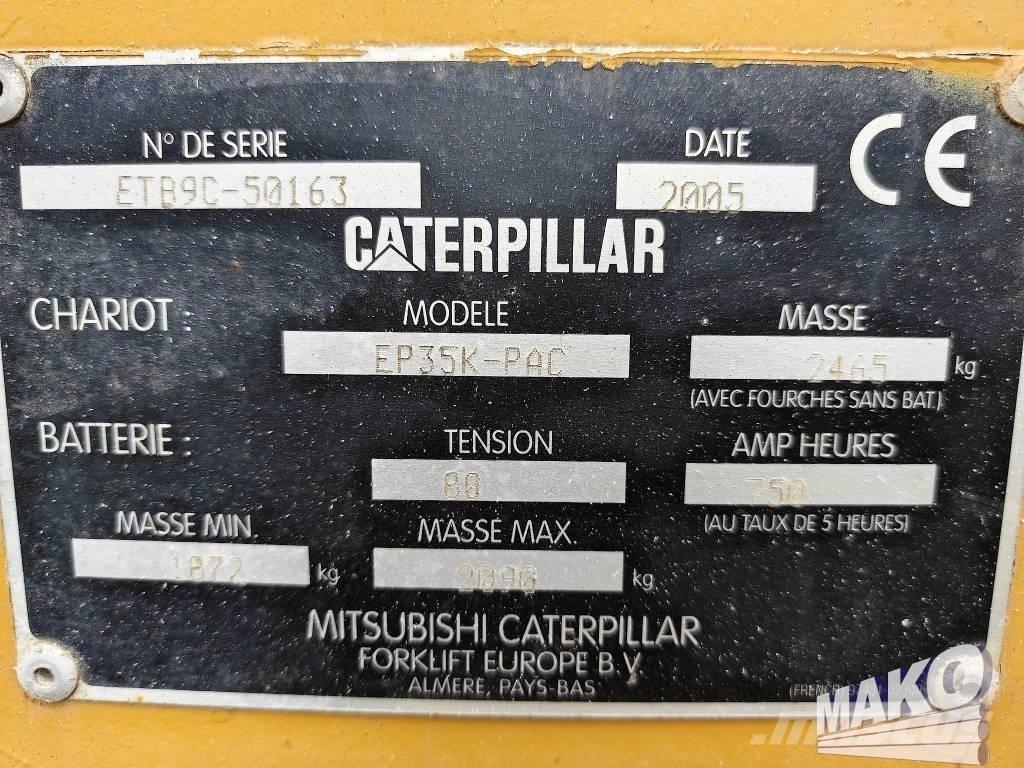 N° DE SERIE
DATE
CE
ETB9C-50163
2005
CATERPILLAR
CHARIOT :
MODELE
MASSE
EP35K-PAC
2465 kg
(AVEC FOURCHES SANS BAT.)
BATTERIE :
TENSION
AMP HEURES
80
750
(AU TAUX DE 5 HEURES)
MASSE MIN.
MASSE MAX.
1872 kg
2090 kg
MITSUBISHI CATERPILLAR
FORKLIFT EUROPE B.V.
ALMERE, PAYS-BAS
MAKO